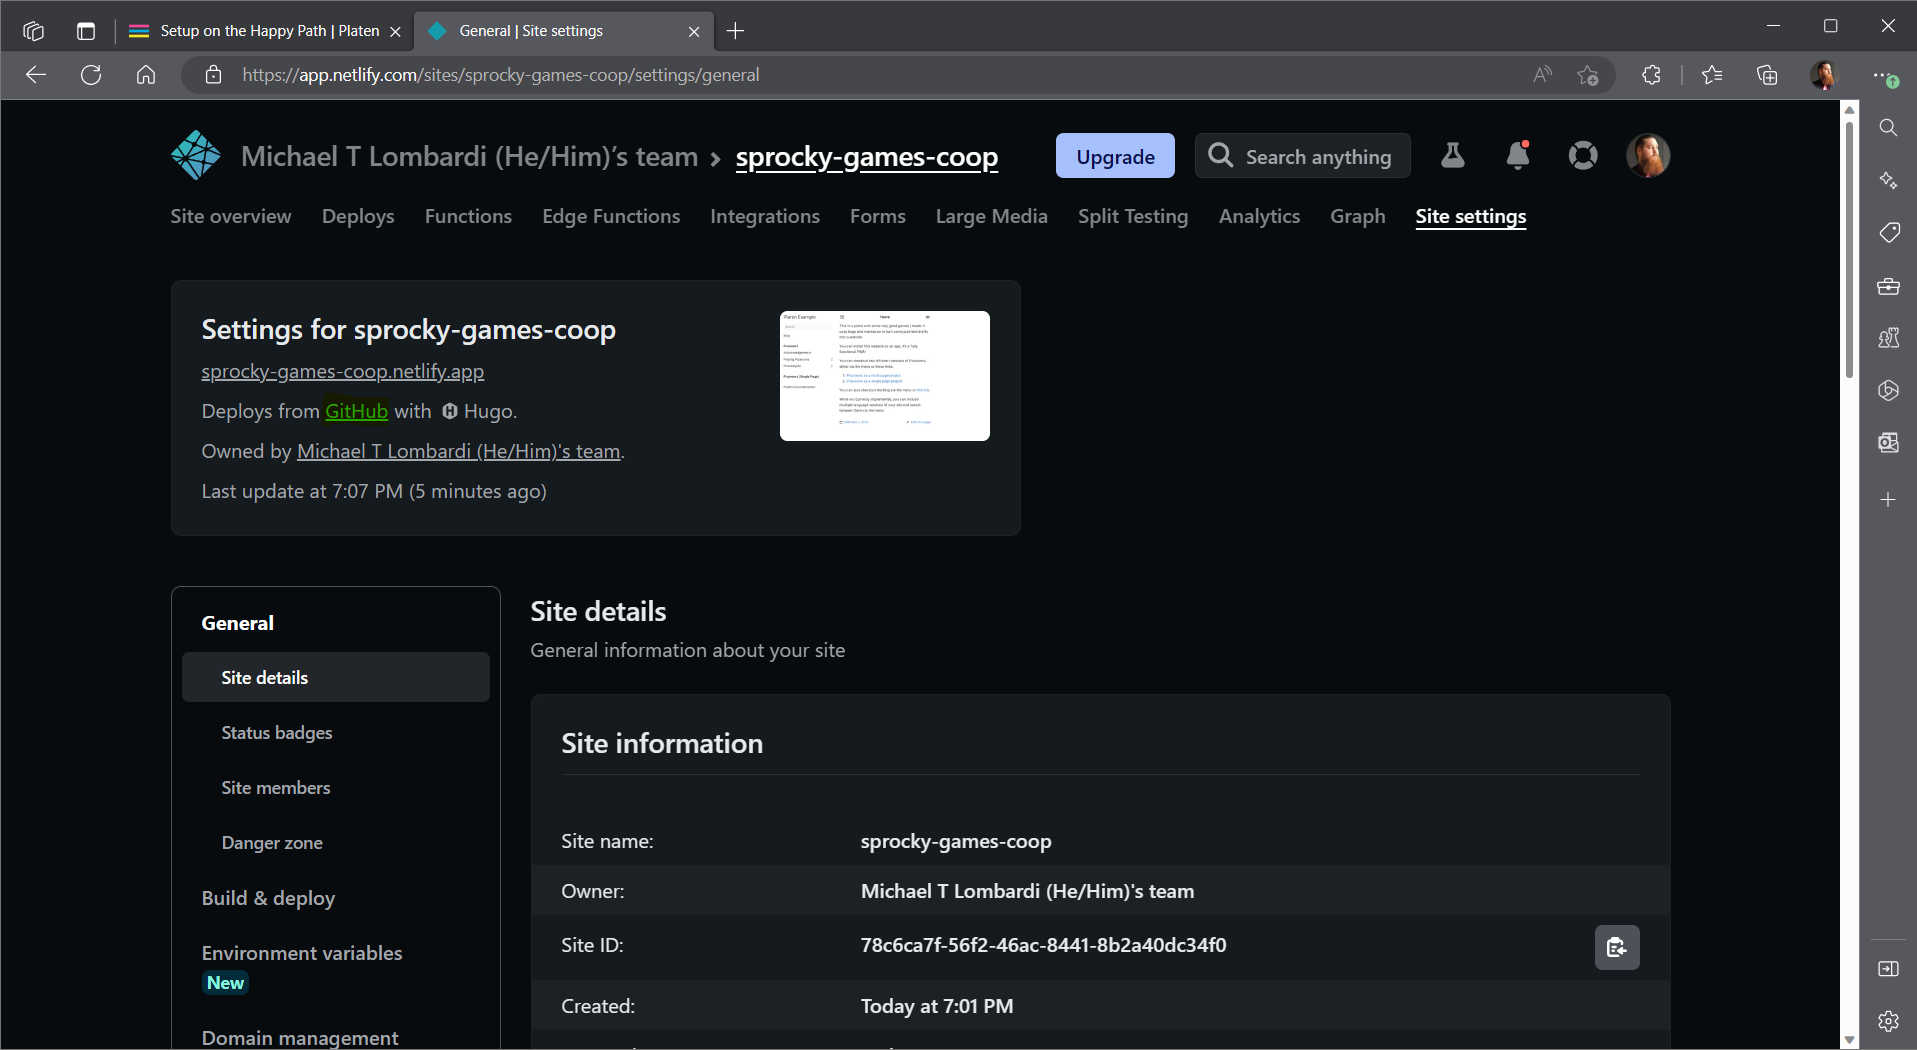 Setup on the Happy Path | Platen
General | Site settings
https://app.netlify.com/sites/sprocky-games-coop/settings/general
Michael T Lombardi (He/Him)’s team
sprocky-games-coop
Upgrade
Search anything
Site overview Deploys Functions Edge Functions Integrations Forms Large Media Split Testing Analytics Graph Site settings
Settings for sprocky-games-coop
sprocky-games-coop.netlify.app
Deploys from GitHub with Hugo.
Owned by Michael T Lombardi (He/Him)'s team.
Last update at 7:07 PM (5 minutes ago)
Platen Example
Home
General
Site details
Status badges
Site members
Danger zone
Build & deploy
Environment variables
New
Domain management
Site details
General information about your site
Site information
Site name: sprocky-games-coop
Owner: Michael T Lombardi (He/Him)'s team
Site ID: 78c6ca7f-56f2-46ac-8441-8b2a40dc34f0
Created: Today at 7:01 PM